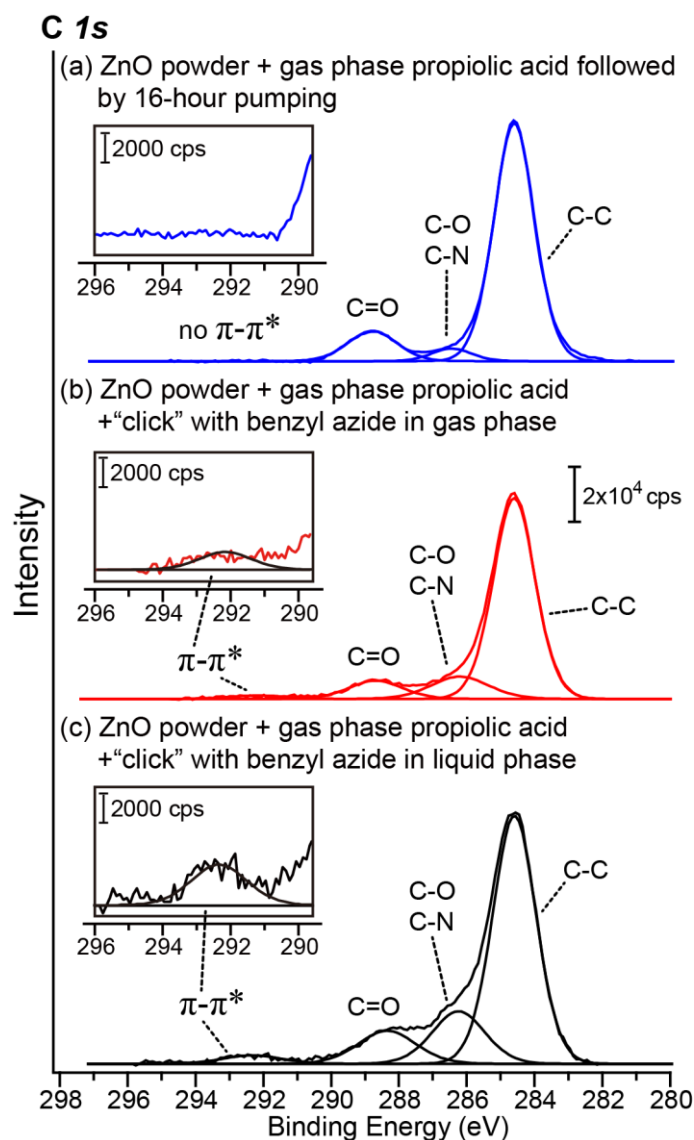 C 1s
(a) ZnO powder + gas phase propiolic acid followed
by 16-hour pumping
2000 cps
296 294 292 290
no π-π*
C=O
C-O
C-N
C-C
(b) ZnO powder + gas phase propiolic acid
+“click” with benzyl azide in gas phase
2000 cps
296 294 292 290
π-π*
C=O
C-O
C-N
C-C
2x10⁴ cps
(c) ZnO powder + gas phase propiolic acid
+“click” with benzyl azide in liquid phase
2000 cps
296 294 292 290
π-π*
C=O
C-O
C-N
C-C
Intensity
298 296 294 292 290 288 286 284 282 280
Binding Energy (eV)